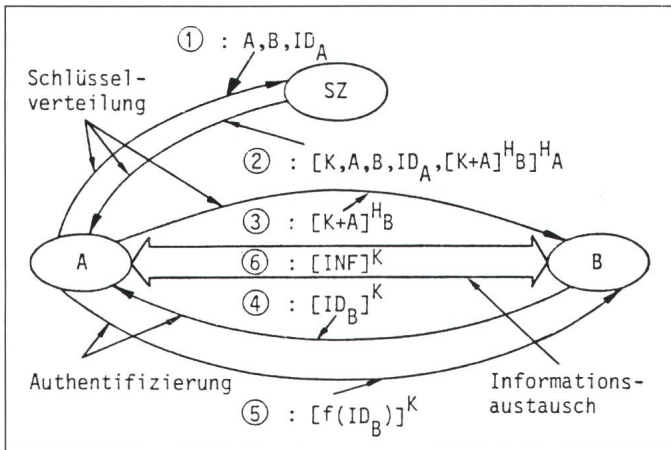 ① : A,B,ID_A
Schlüssel-
verteilung
SZ
② : [K,A,B,ID_A,[K+A]^H_B]^H_A
③ : [K+A]^H_B
A
⑥ : [INF]^K
B
④ : [ID_B]^K
Authentifizierung
Informations-
austausch
⑤ : [f(ID_B)]^K